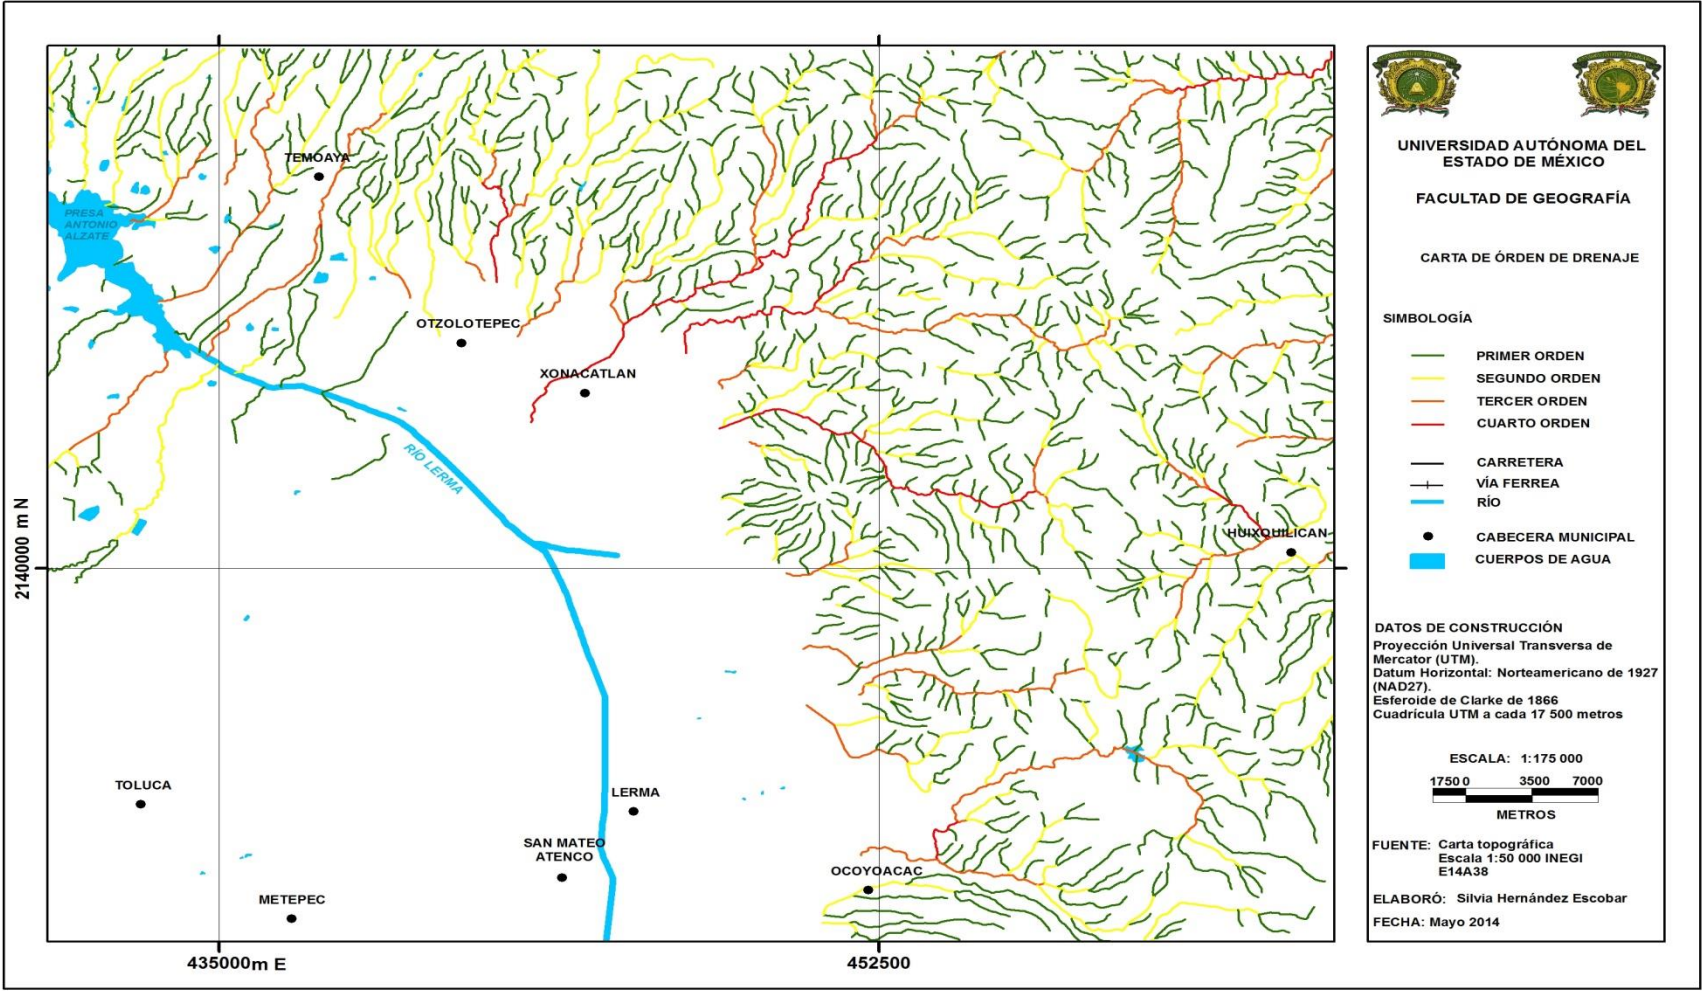 TEMOAYA
PRESA
ANTONIO
ALZATE
OTZOLOTEPEC
XONACATLAN
RÍO LERMA
HUIXQUILICAN
TOLUCA
LERMA
SAN MATEO
ATENCO
OCOYOACAC
METEPEC
2140000 m N
435000m E
452500
UNIVERSIDAD AUTÓNOMA DEL
ESTADO DE MÉXICO
FACULTAD DE GEOGRAFÍA
CARTA DE ÓRDEN DE DRENAJE
SIMBOLOGÍA
PRIMER ORDEN
SEGUNDO ORDEN
TERCER ORDEN
CUARTO ORDEN
CARRETERA
VÍA FERREA
RÍO
CABECERA MUNICIPAL
CUERPOS DE AGUA
DATOS DE CONSTRUCCIÓN
Proyección Universal Transversa de
Mercator (UTM).
Datum Horizontal: Norteamericano de 1927
(NAD27).
Esferoide de Clarke de 1866
Cuadrícula UTM a cada 17 500 metros
ESCALA: 1:175 000
1750 0 3500 7000
METROS
FUENTE: Carta topográfica
Escala 1:50 000 INEGI
E14A38
ELABORÓ: Silvia Hernández Escobar
FECHA: Mayo 2014